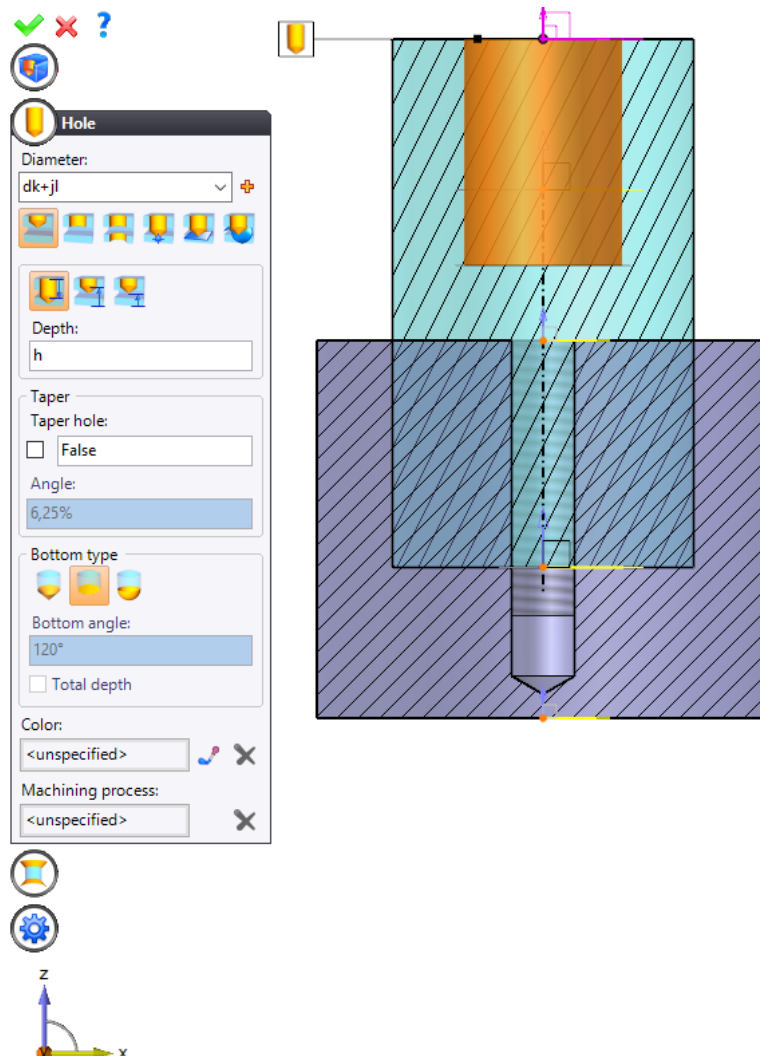 ?
Hole
Diameter:
dk+jl
Depth:
h
Taper
Taper hole:
False
Angle:
6,25%
Bottom type
Bottom angle:
120°
Total depth
Color:
<unspecified>
Machining process:
<unspecified>
z
x